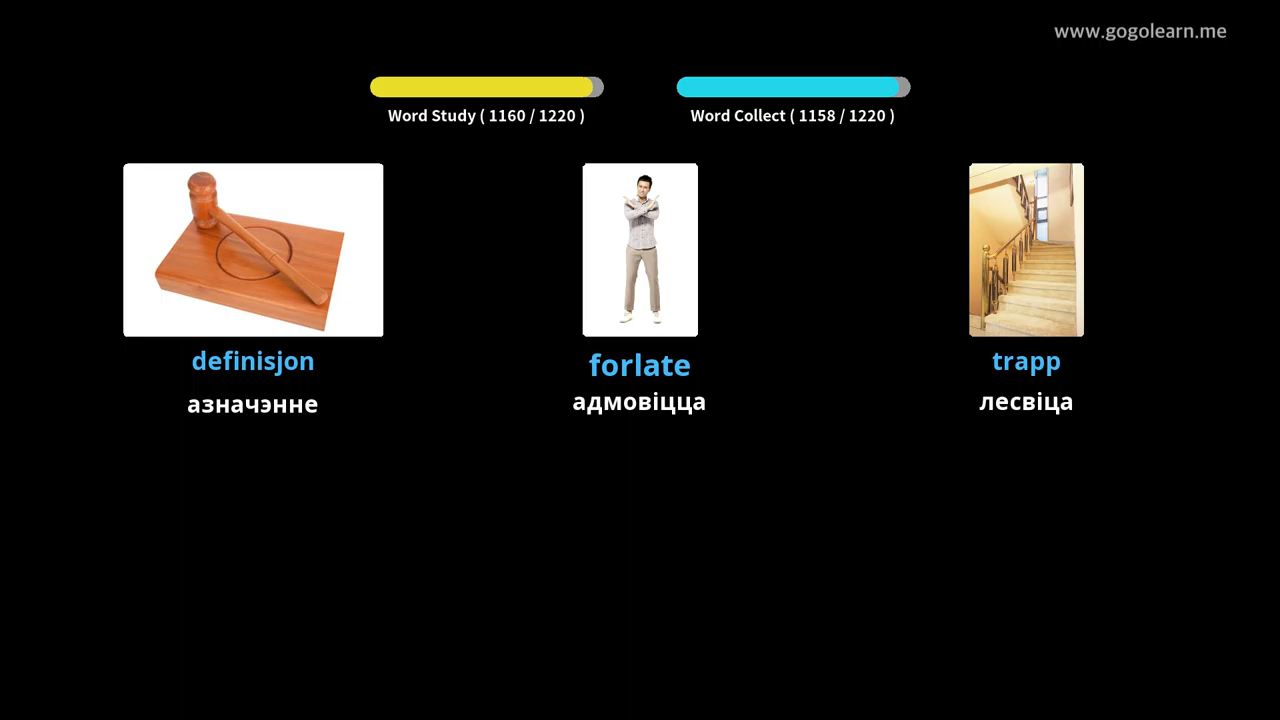 www.gogolearn.me
Word Study ( 1160 / 1220 )
Word Collect ( 1158 / 1220 )
definisjon
forlate
trapp
азначэнне
адмовіцца
лесвіца